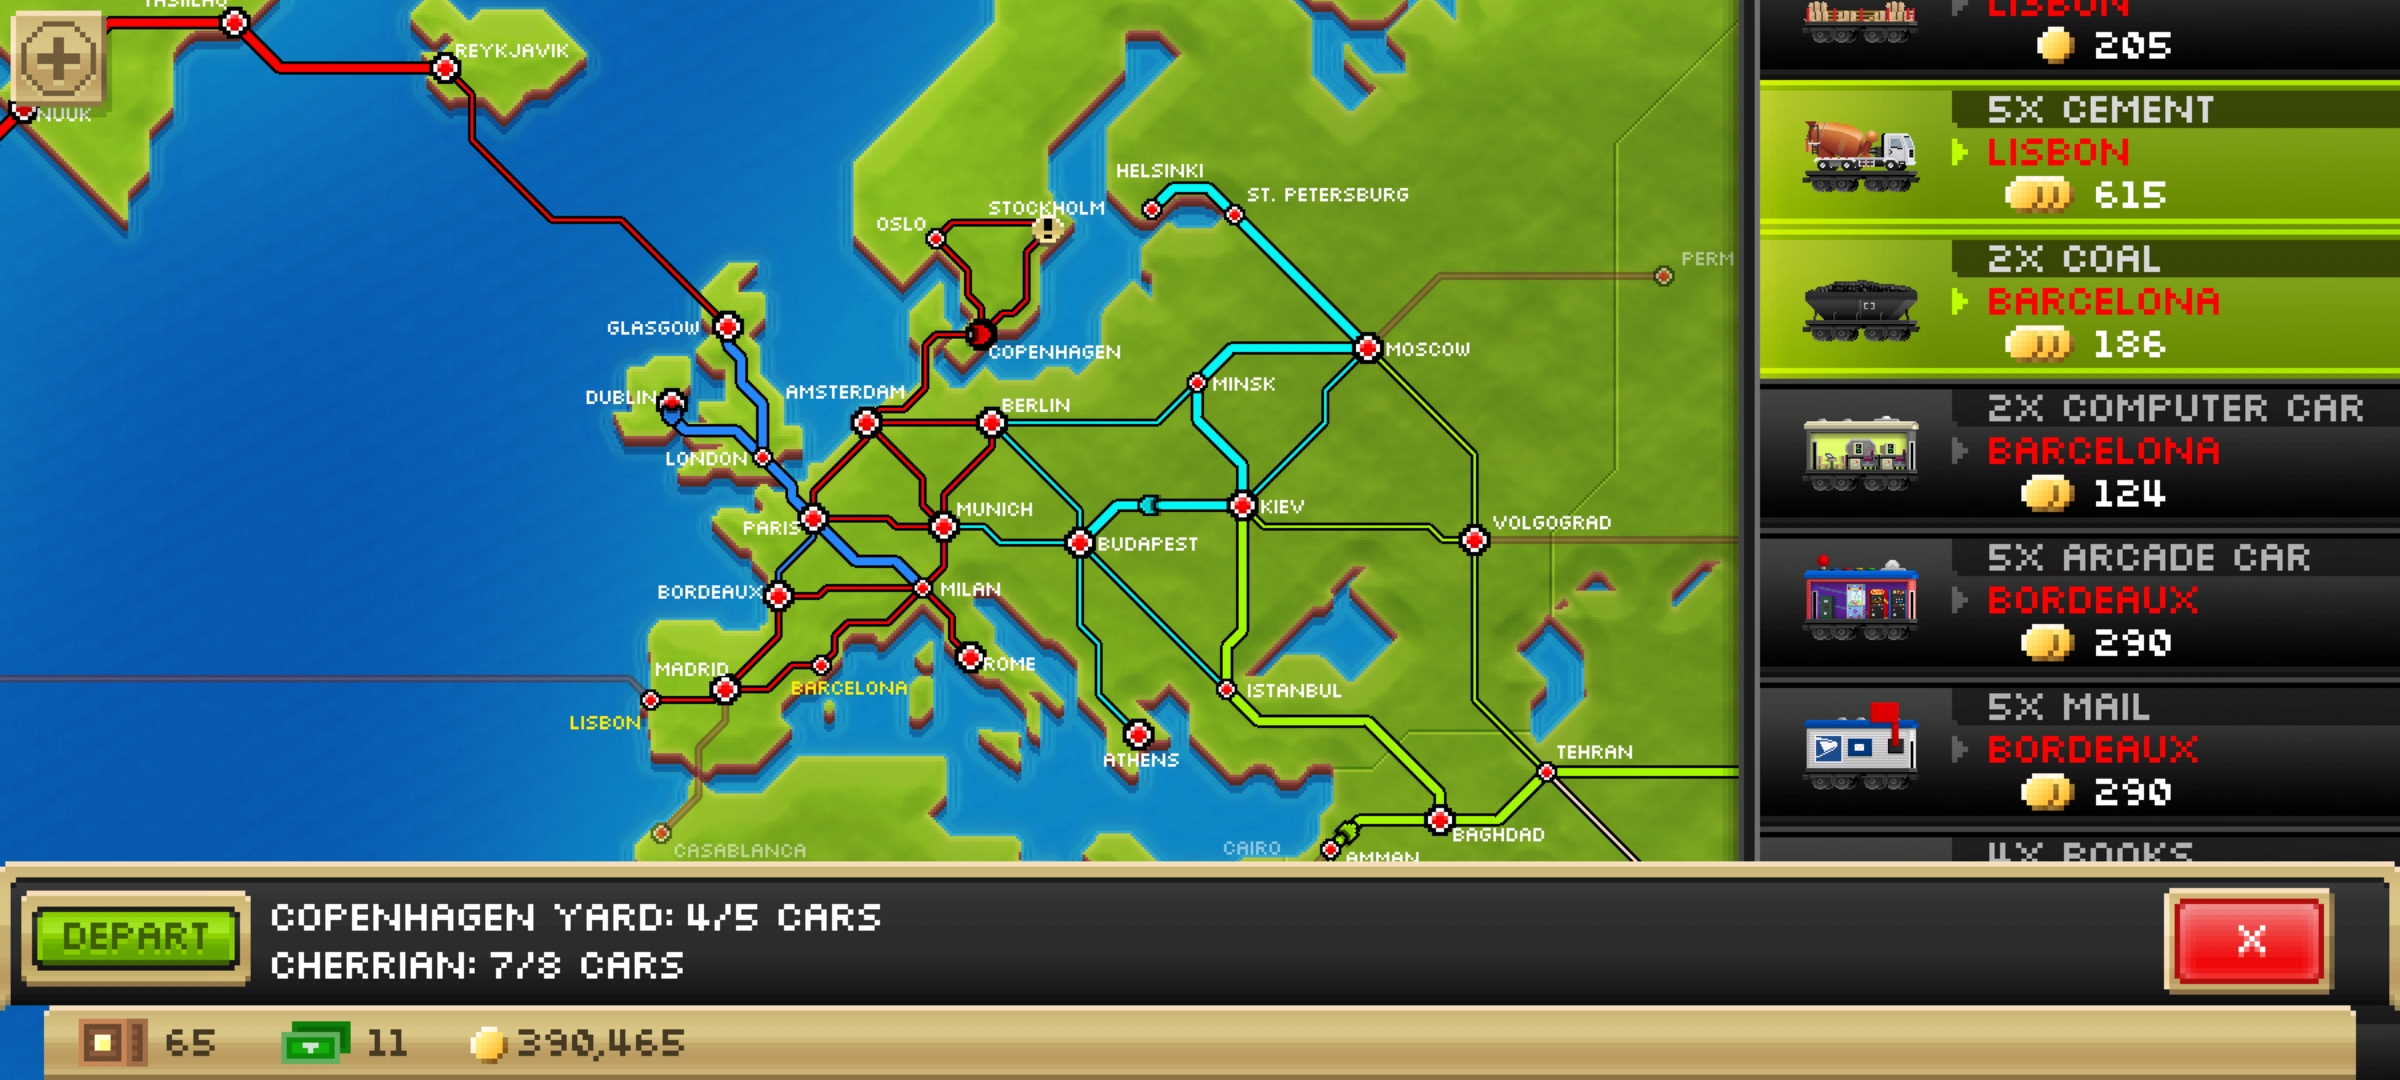 REYKJAVIK
NUUK
HELSINKI
ST. PETERSBURG
STOCKHOLM
OSLO
PERM
GLASGOW
COPENHAGEN
MOSCOW
MINSK
DUBLIN
AMSTERDAM
BERLIN
LONDON
PARIS
MUNICH
KIEV
VOLGOGRAD
BUDAPEST
BORDEAUX
MILAN
MADRID
ROME
BARCELONA
ISTANBUL
LISBON
ATHENS
TEHRAN
BAGHDAD
CASABLANCA
CAIRO
AMMAN
LISBON
205
5X CEMENT
LISBON
615
2X COAL
BARCELONA
186
2X COMPUTER CAR
BARCELONA
124
5X ARCADE CAR
BORDEAUX
290
5X MAIL
BORDEAUX
290
4X BOOKS
DEPART
COPENHAGEN YARD: 4/5 CARS
CHERRIAN: 7/8 CARS
X
65
11
390,465